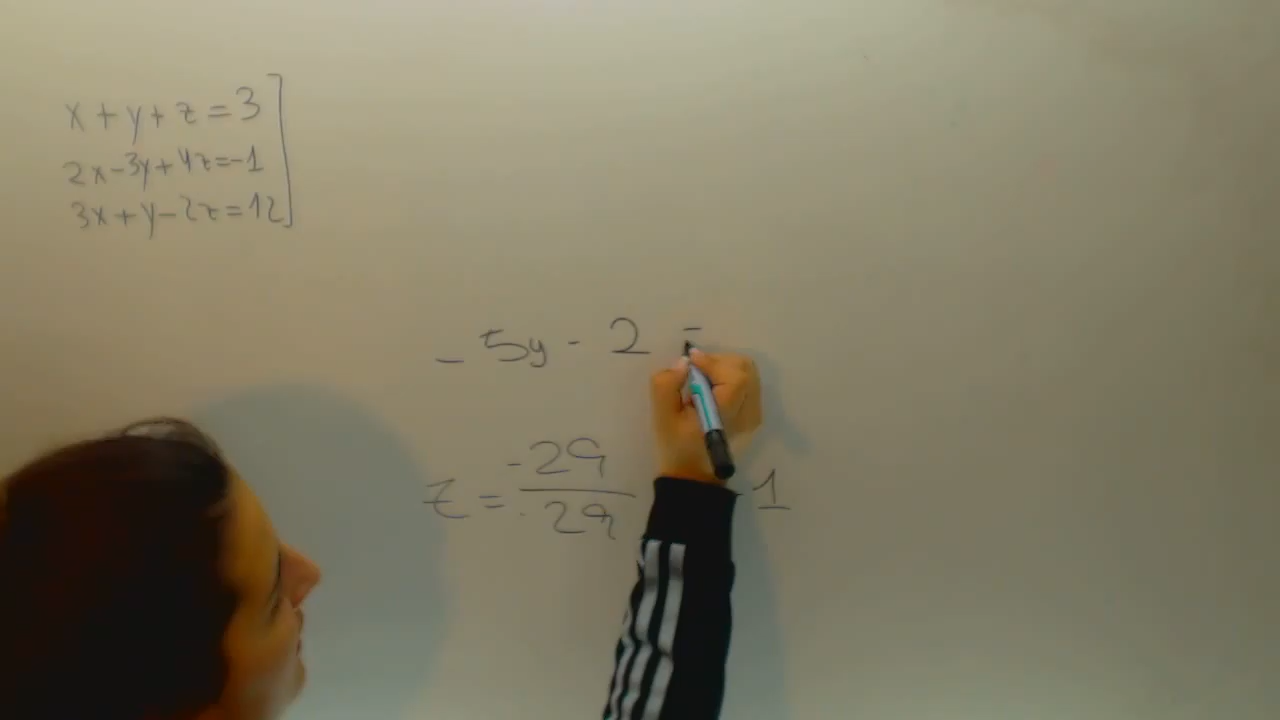 x + y + z = 3
2x - 3y + 4z = -1
3x + y - 2z = 12
- 5y - 2 =
z = -29 / -29
- 1